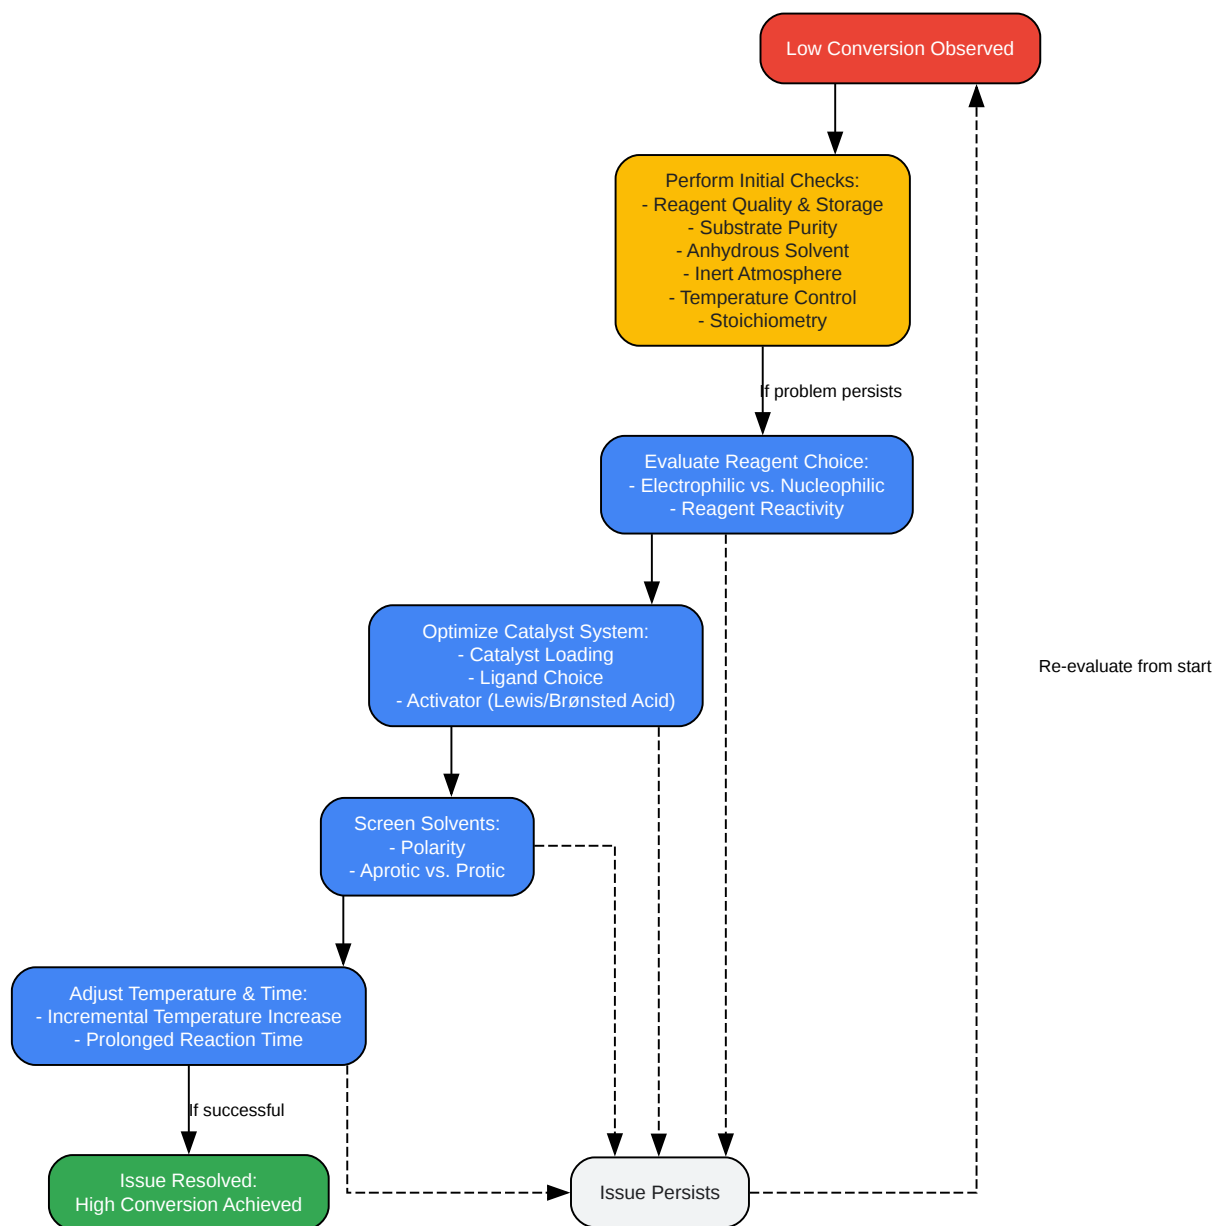 Low Conversion Observed
Perform Initial Checks:
- Reagent Quality & Storage
- Substrate Purity
- Anhydrous Solvent
- Inert Atmosphere
- Temperature Control
- Stoichiometry
If problem persists
Evaluate Reagent Choice:
- Electrophilic vs. Nucleophilic
- Reagent Reactivity
Optimize Catalyst System:
- Catalyst Loading
- Ligand Choice
- Activator (Lewis/Brønsted Acid)
Re-evaluate from start
Screen Solvents:
- Polarity
- Aprotic vs. Protic
Adjust Temperature & Time:
- Incremental Temperature Increase
- Prolonged Reaction Time
If successful
Issue Resolved:
High Conversion Achieved
Issue Persists